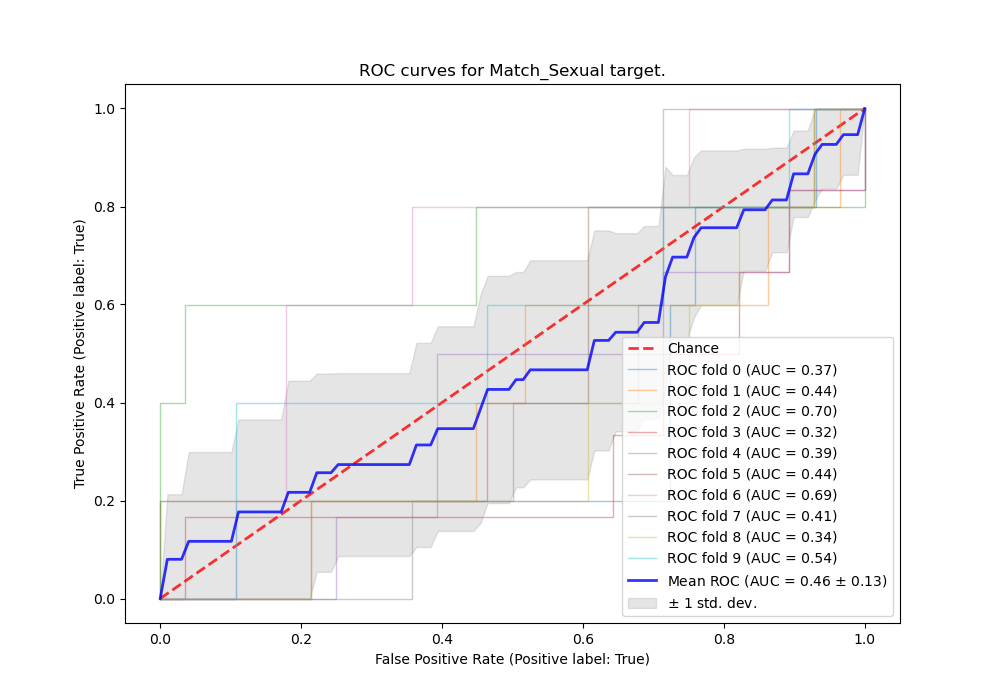 ROC curves for Match_Sexual target.
True Positive Rate (Positive label: True)
1.0
0.8
0.6
0.4
0.2
0.0
Chance
ROC fold 0 (AUC = 0.37)
ROC fold 1 (AUC = 0.44)
ROC fold 2 (AUC = 0.70)
ROC fold 3 (AUC = 0.32)
ROC fold 4 (AUC = 0.39)
ROC fold 5 (AUC = 0.44)
ROC fold 6 (AUC = 0.69)
ROC fold 7 (AUC = 0.41)
ROC fold 8 (AUC = 0.34)
ROC fold 9 (AUC = 0.54)
Mean ROC (AUC = 0.46 ± 0.13)
± 1 std. dev.
0.0 0.2 0.4 0.6 0.8 1.0
False Positive Rate (Positive label: True)